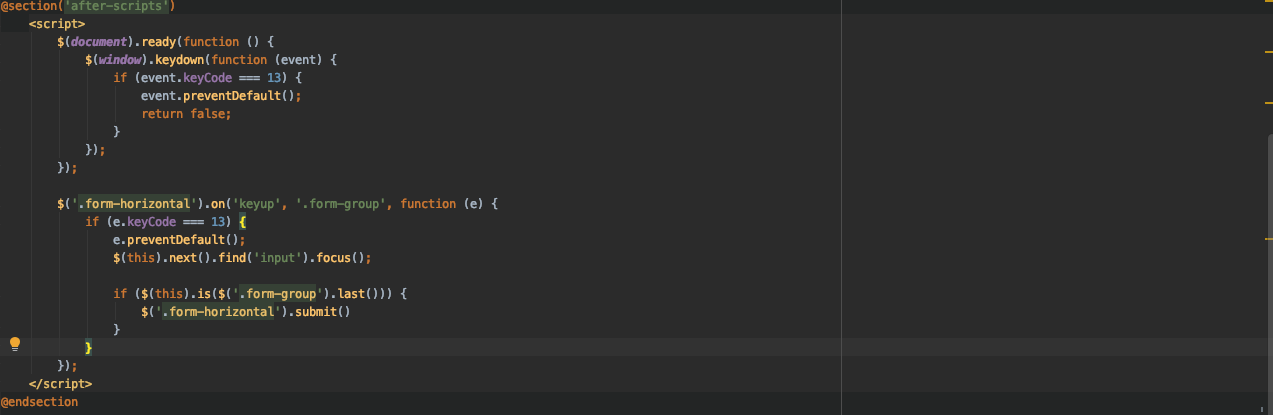 @section('after-scripts')
<script>
$(document).ready(function () {
$(window).keydown(function (event) {
if (event.keyCode === 13) {
event.preventDefault();
return false;
}
});
});
$('.form-horizontal').on('keyup', '.form-group', function (e) {
if (e.keyCode === 13) {
e.preventDefault();
$(this).next().find('input').focus();
if ($(this).is($('.form-group').last())) {
$('.form-horizontal').submit()
}
}
});
</script>
@endsection